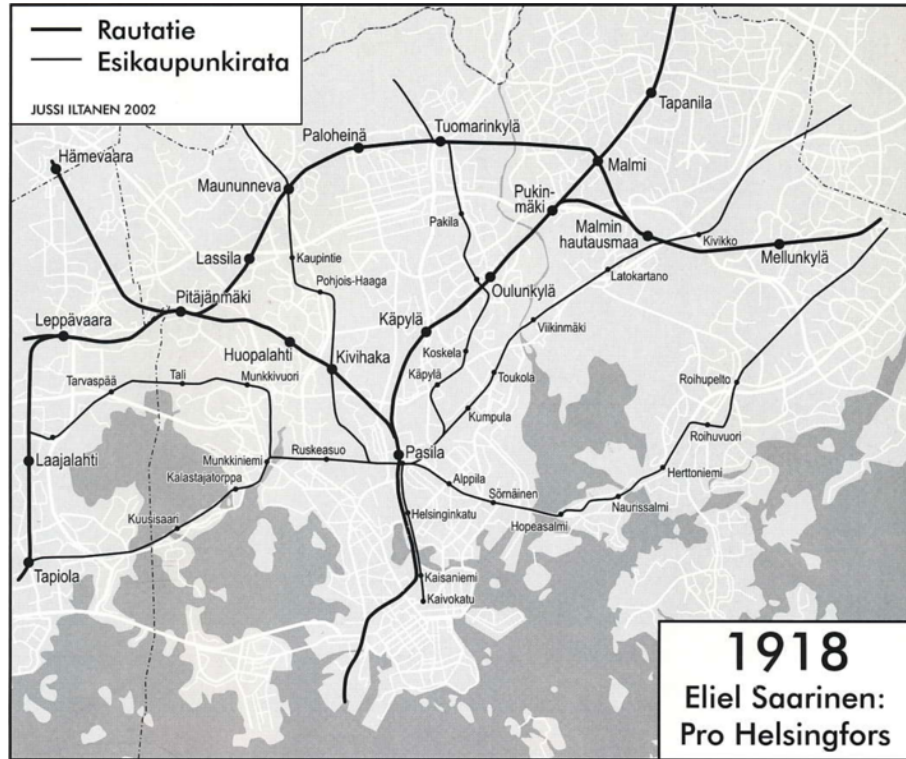 Rautatie
Esikaupunkirata
JUSSI ILTANEN 2002
Tapanila
Tuomarinkylä
Paloheinä
Hämevaara
Malmi
Maununneva
Pukin-
mäki
Pakila
Malmin
hautausmaa
Kivikko
Mellunkylä
Lassila
Kaupintie
Latokartano
Pohjois-Haaga
Oulunkylä
Pitäjänmäki
Leppävaara
Viikinmäki
Käpylä
Huopalahti
Koskela
Kivihaka
Tarvaspää
Tali
Munkkivuori
Käpylä
Toukola
Roihupelto
Kumpula
Roihuvuori
Ruskeasuo
Pasila
Laajalahti
Munkkiniemi
Kalastajatorppa
Alppila
Herttoniemi
Sörnäinen
Naurissalmi
Helsinginkatu
Hopeasalmi
Kuusisaari
Tapiola
Kaisaniemi
Kaivokatu
1918
Eliel Saarinen:
Pro Helsingfors